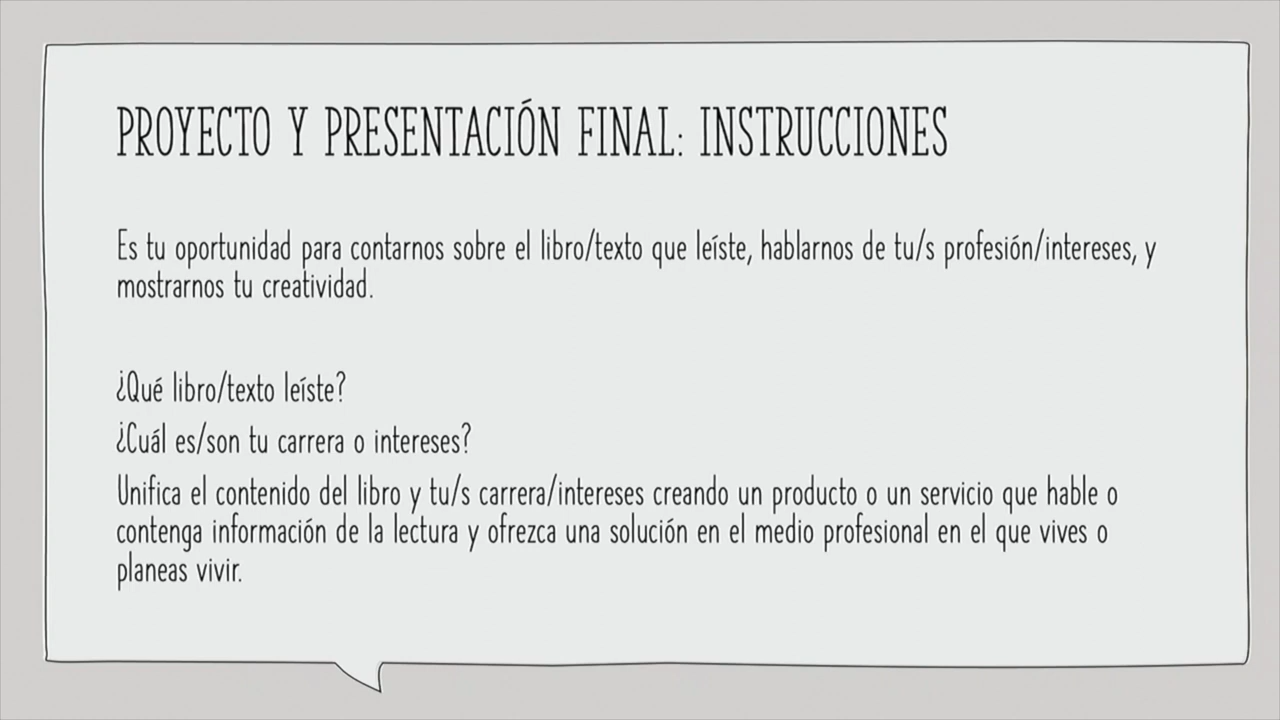 PROYECTO Y PRESENTACIÓN FINAL: INSTRUCCIONES
Es tu oportunidad para contarnos sobre el libro/texto que leíste, hablarnos de tu/s profesión/intereses, y
mostrarnos tu creatividad.
¿Qué libro/texto leíste?
¿Cuál es/son tu carrera o intereses?
Unifica el contenido del libro y tu/s carrera/intereses creando un producto o un servicio que hable o
contenga información de la lectura y ofrezca una solución en el medio profesional en el que vives o
planeas vivir.